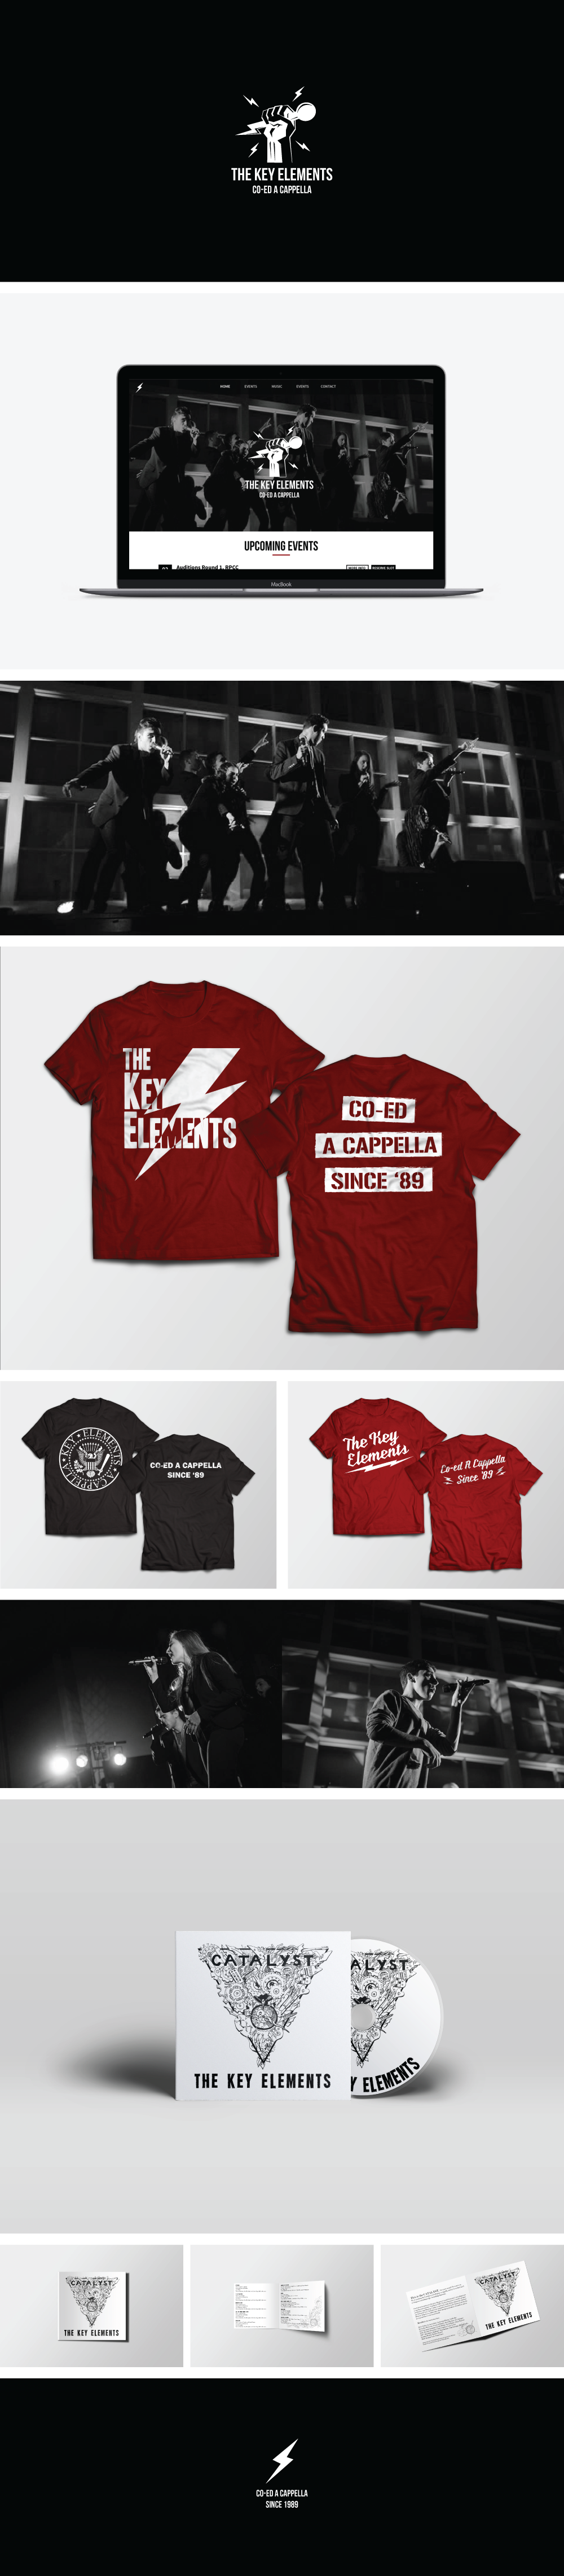 THE KEY ELEMENTS
CO-ED A CAPPELLA
HOME EVENTS MUSIC EVENTS CONTACT
THE KEY ELEMENTS
CO-ED A CAPPELLA
UPCOMING EVENTS
Auditions Round 1, RPCC
MacBook
THE
KEY
ELEMENTS
CO-ED
A CAPPELLA
SINCE '89
KEY ELEMENTS
CO-ED A CAPPELLA
SINCE '89
The Key
Elements
Co-ed A Cappella
Since '89
CATALYST
THE KEY ELEMENTS
ALYST
Y ELEMENTS
CATALYST
THE KEY ELEMENTS
CATALYST
THE KEY ELEMENTS
CO-ED A CAPPELLA
SINCE 1989